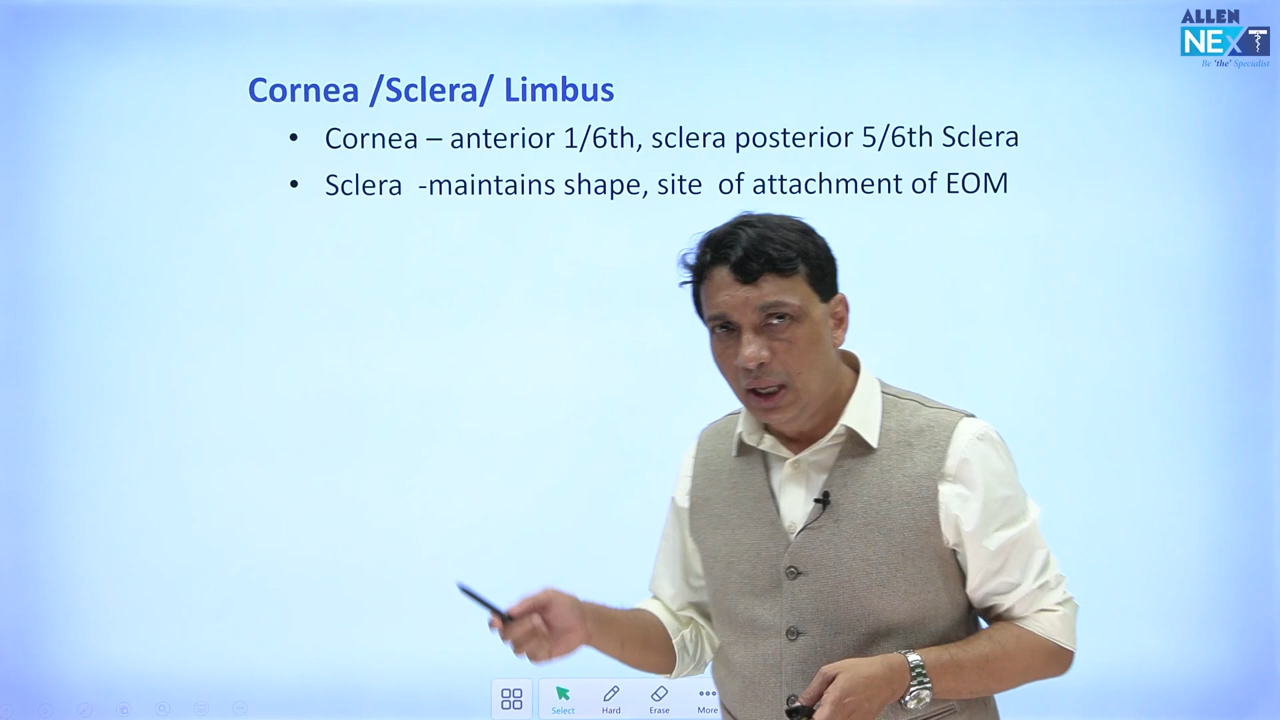 ALLEN
NEXT
Be 'the' Specialist
Cornea /Sclera/ Limbus
• Cornea – anterior 1/6th, sclera posterior 5/6th Sclera
• Sclera -maintains shape, site of attachment of EOM
Select
Hard
Erase
More